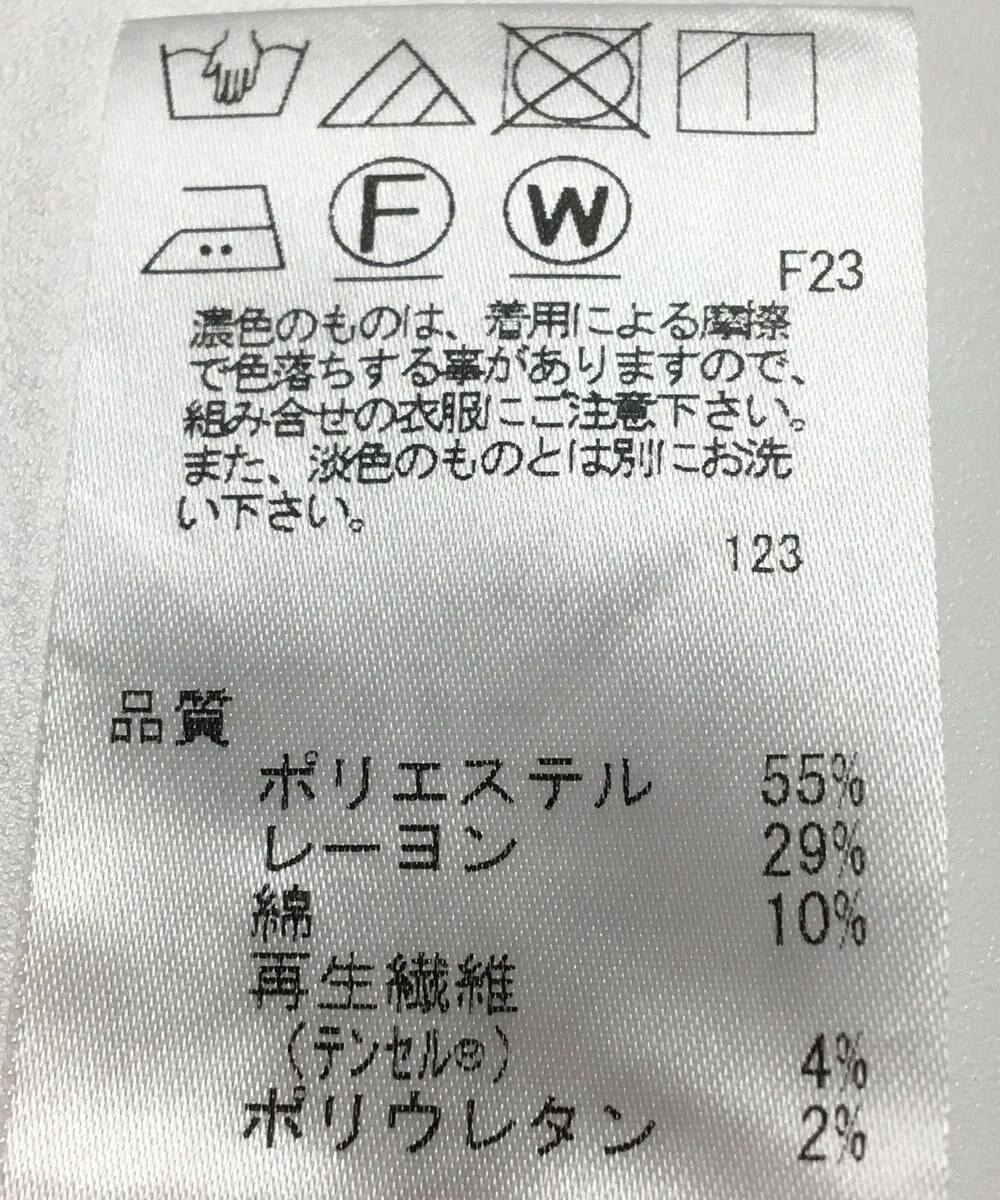 F
W
F23
濃色のものは、着用による摩擦
で色落ちする事がありますので、
組み合せの衣服にご注意下さい。
また、淡色のものとは別にお洗
い下さい。
123
品質
ポリエステル 55%
レーヨン 29%
綿 10%
再生繊維
(テンセル®) 4%
ポリウレタン 2%